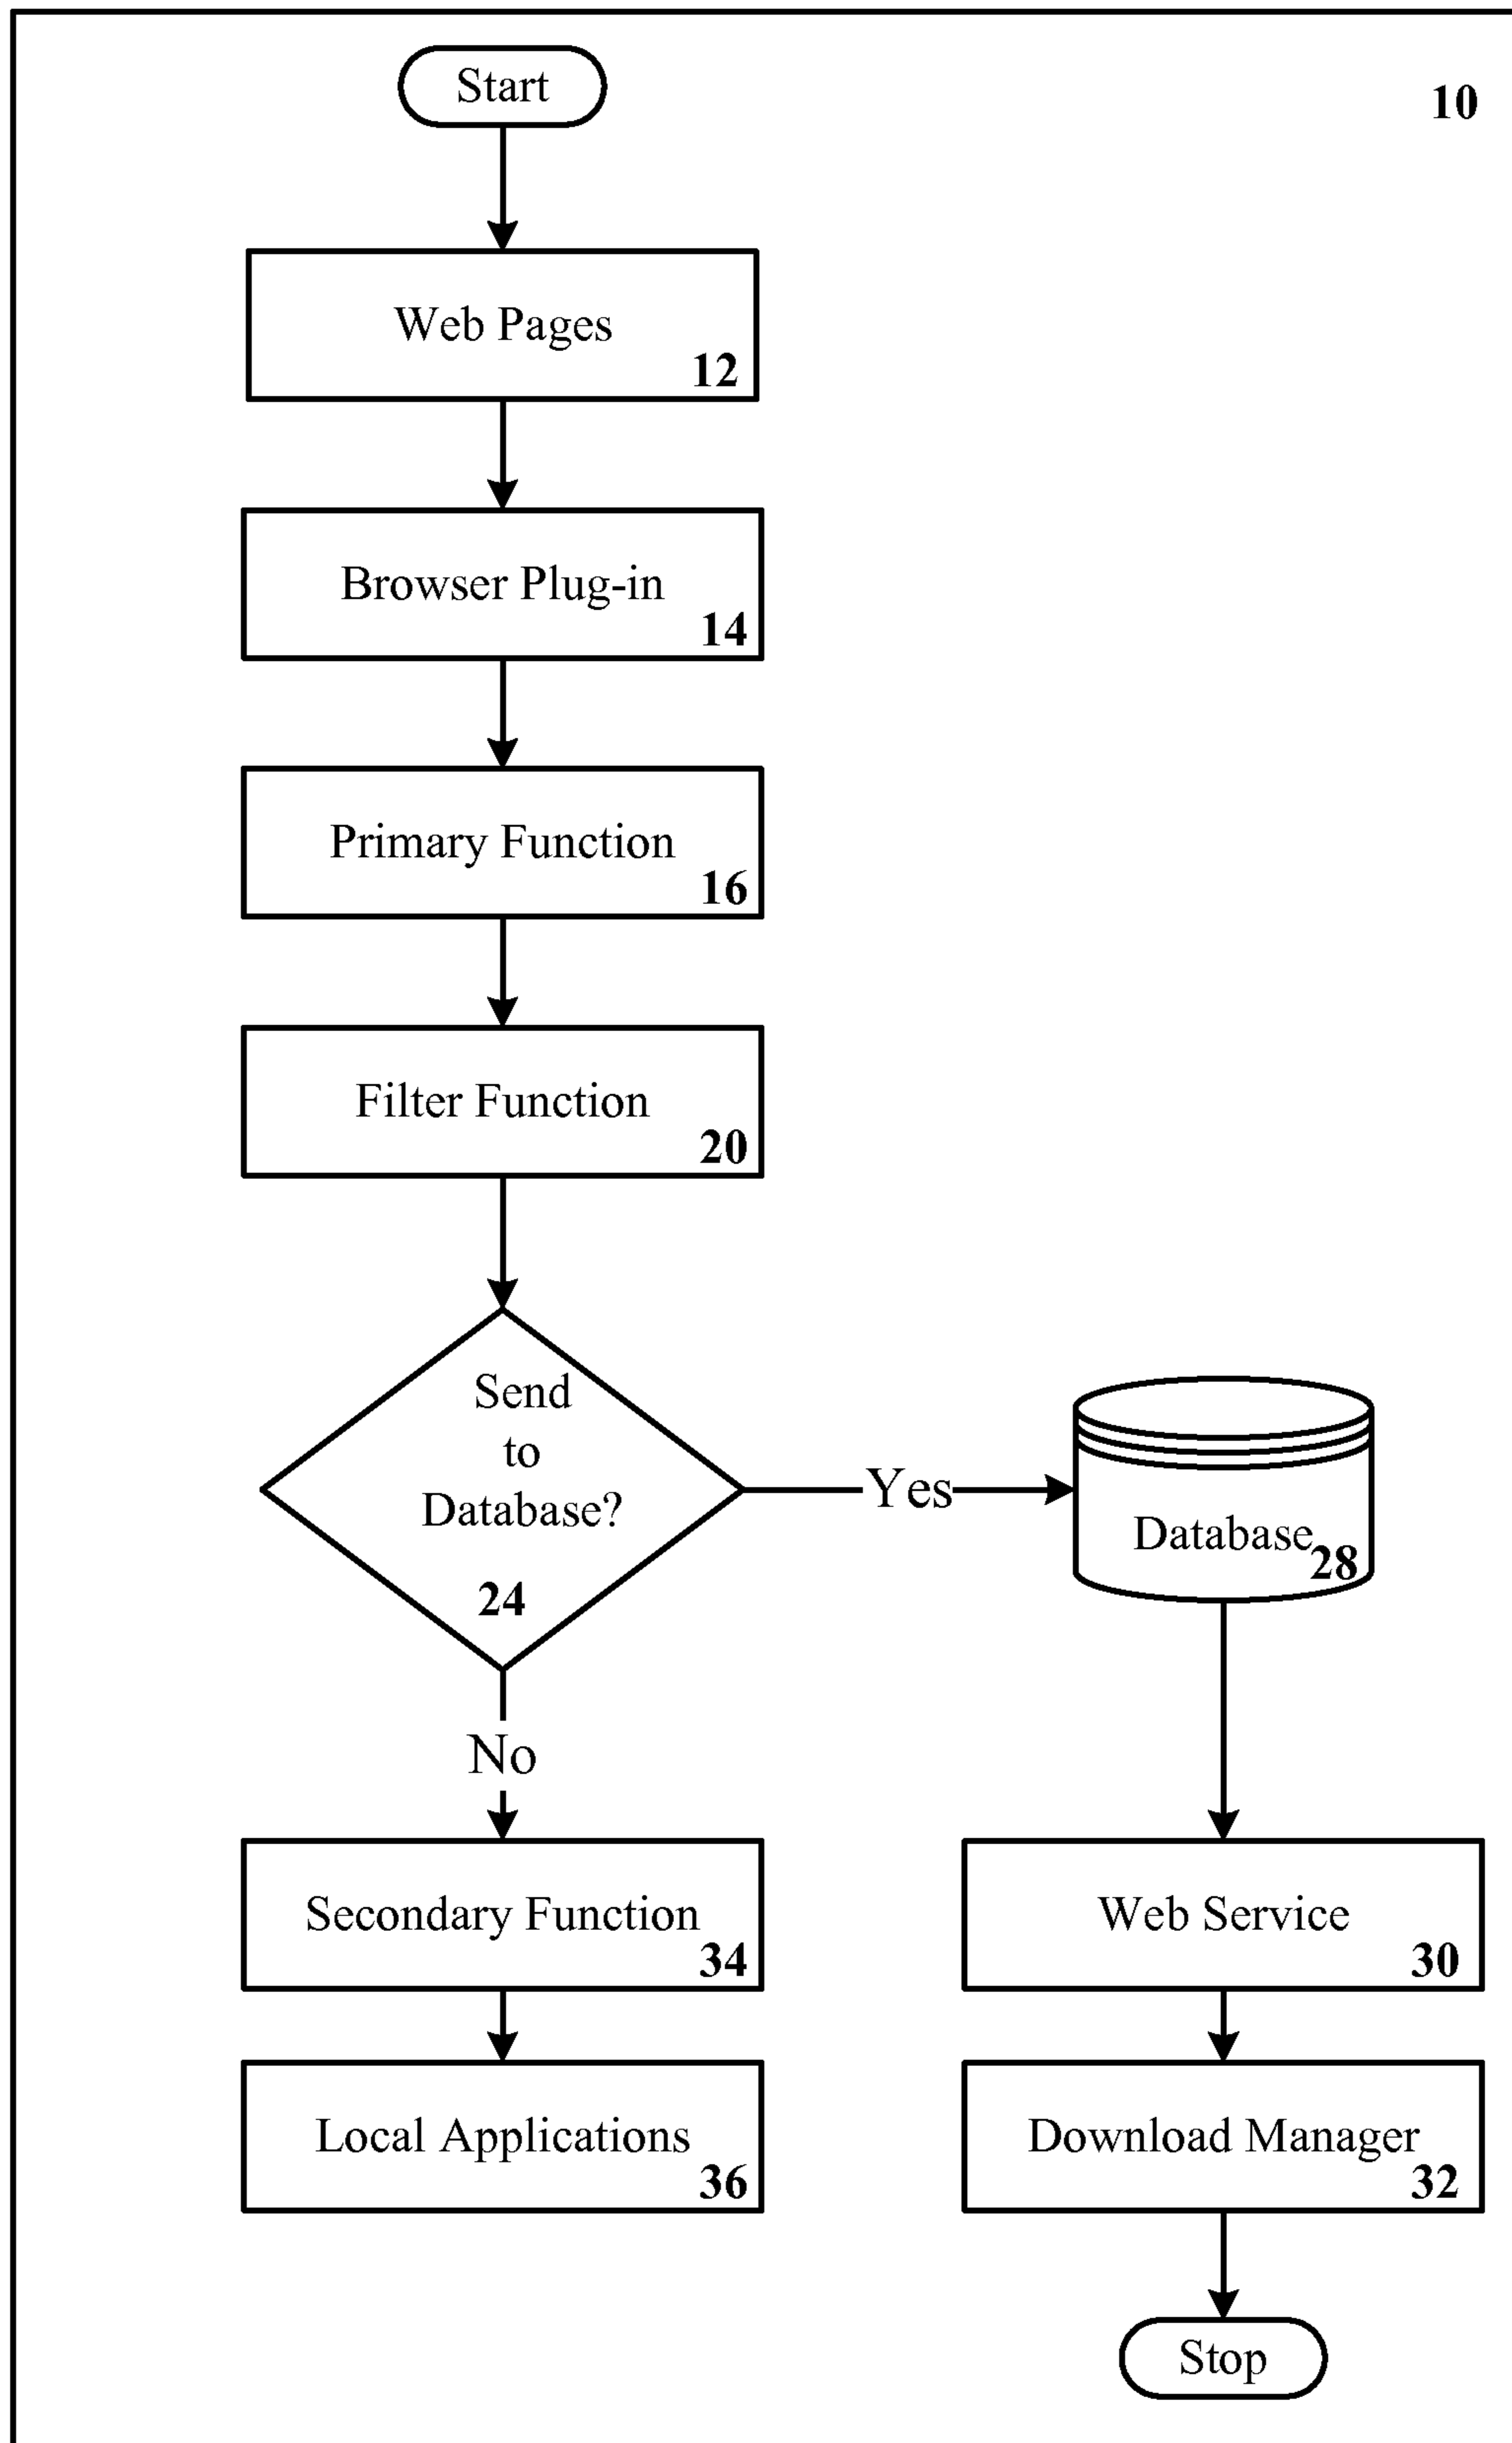 Start
10
Web Pages
12
Browser Plug-in
14
Primary Function
16
Filter Function
20
Send
to
Database?
24
Yes
Database
28
No
Secondary Function
34
Web Service
30
Local Applications
36
Download Manager
32
Stop